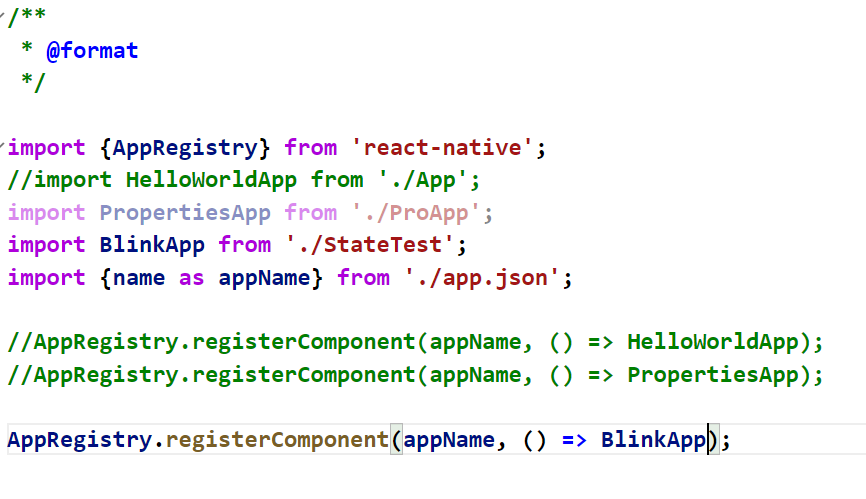 /**
 * @format
 */
import {AppRegistry} from 'react-native';
//import HelloWorldApp from './App';
import PropertiesApp from './ProApp';
import BlinkApp from './StateTest';
import {name as appName} from './app.json';
//AppRegistry.registerComponent(appName, () => HelloWorldApp);
//AppRegistry.registerComponent(appName, () => PropertiesApp);
AppRegistry.registerComponent(appName, () => BlinkApp);